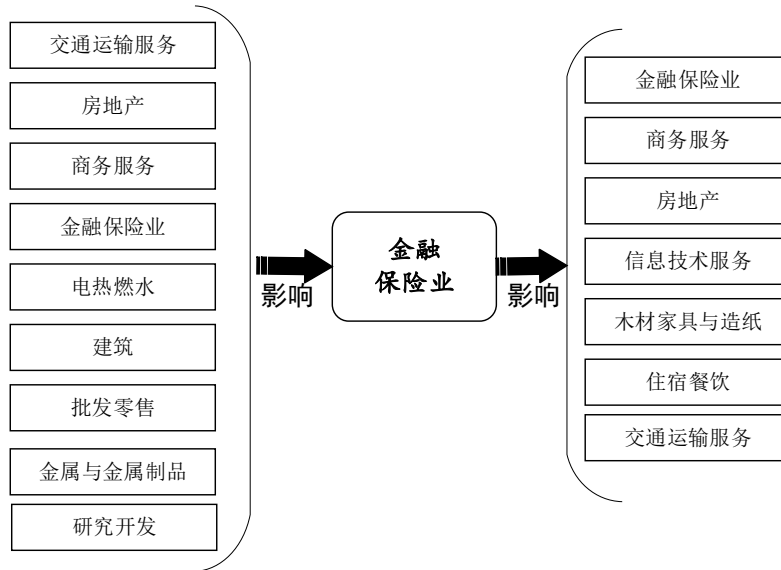 交通运输服务
房地产
商务服务
金融保险业
电热燃水
建筑
批发零售
金属与金属制品
研究开发
影响
金融
保险业
影响
金融保险业
商务服务
房地产
信息技术服务
木材家具与造纸
住宿餐饮
交通运输服务